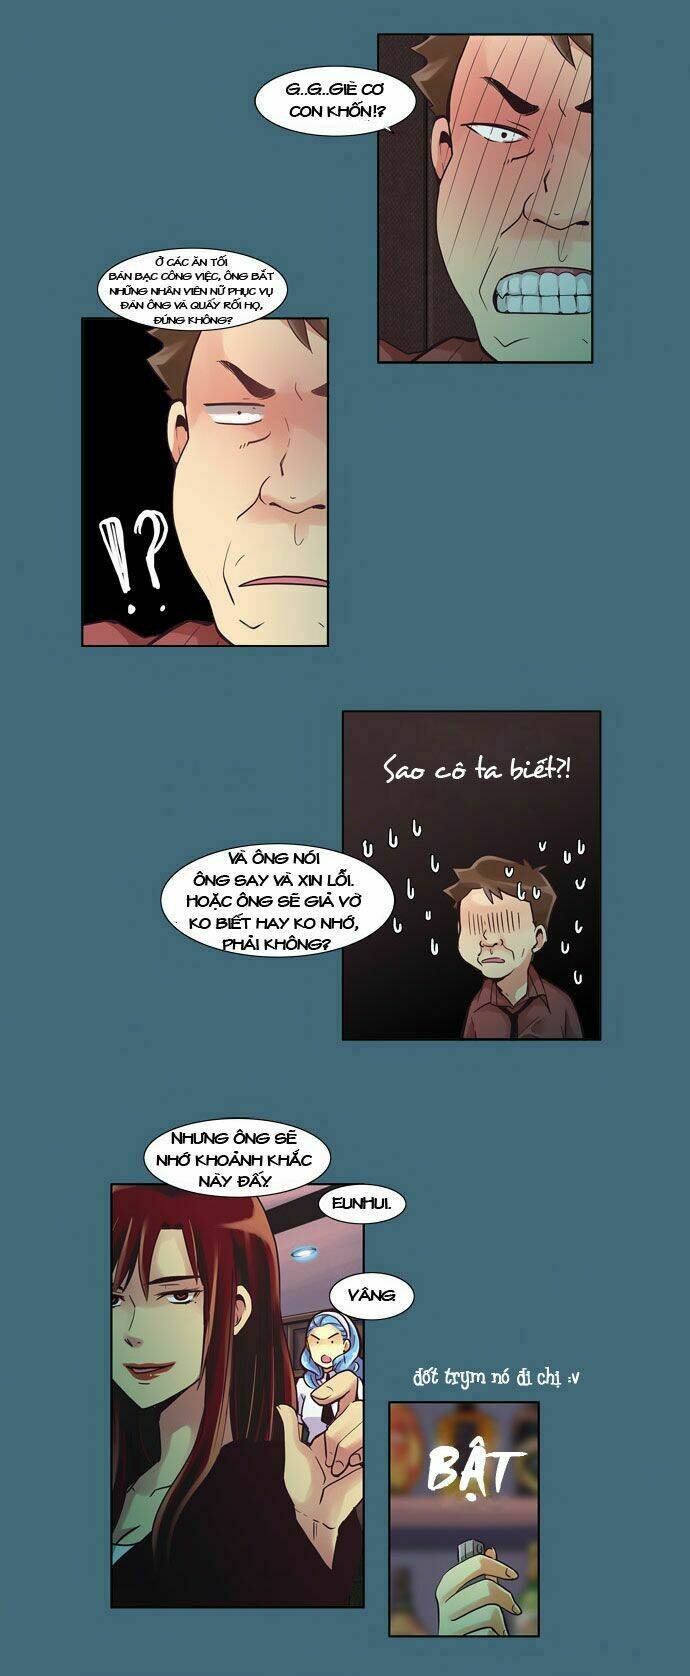 G..G..GIÈ CƠ
CON KHỐN!?
Ở CÁC ĂN TỐI
BÁN BẠC CÔNG VIỆC, ÔNG BẮT
NHỮNG NHÂN VIÊN NỮ PHỤC VỤ
ĐÀN ÔNG VÀ QUẤY RỐI HỌ,
ĐÚNG KHÔNG?
!?
Sao cô ta biết?!
VÀ ÔNG NÓI
ÔNG SAY VÀ XIN LỖI.
HOẶC ÔNG SẼ GIẢ VỜ
KO BIẾT HAY KO NHỚ,
PHẢI KHÔNG?
NHƯNG ÔNG SẼ
NHỚ KHOẢNH KHẮC
NÀY ĐẤY.
EUNHUI.
VÂNG.
đốt trym nó đi chị :v
BẬT